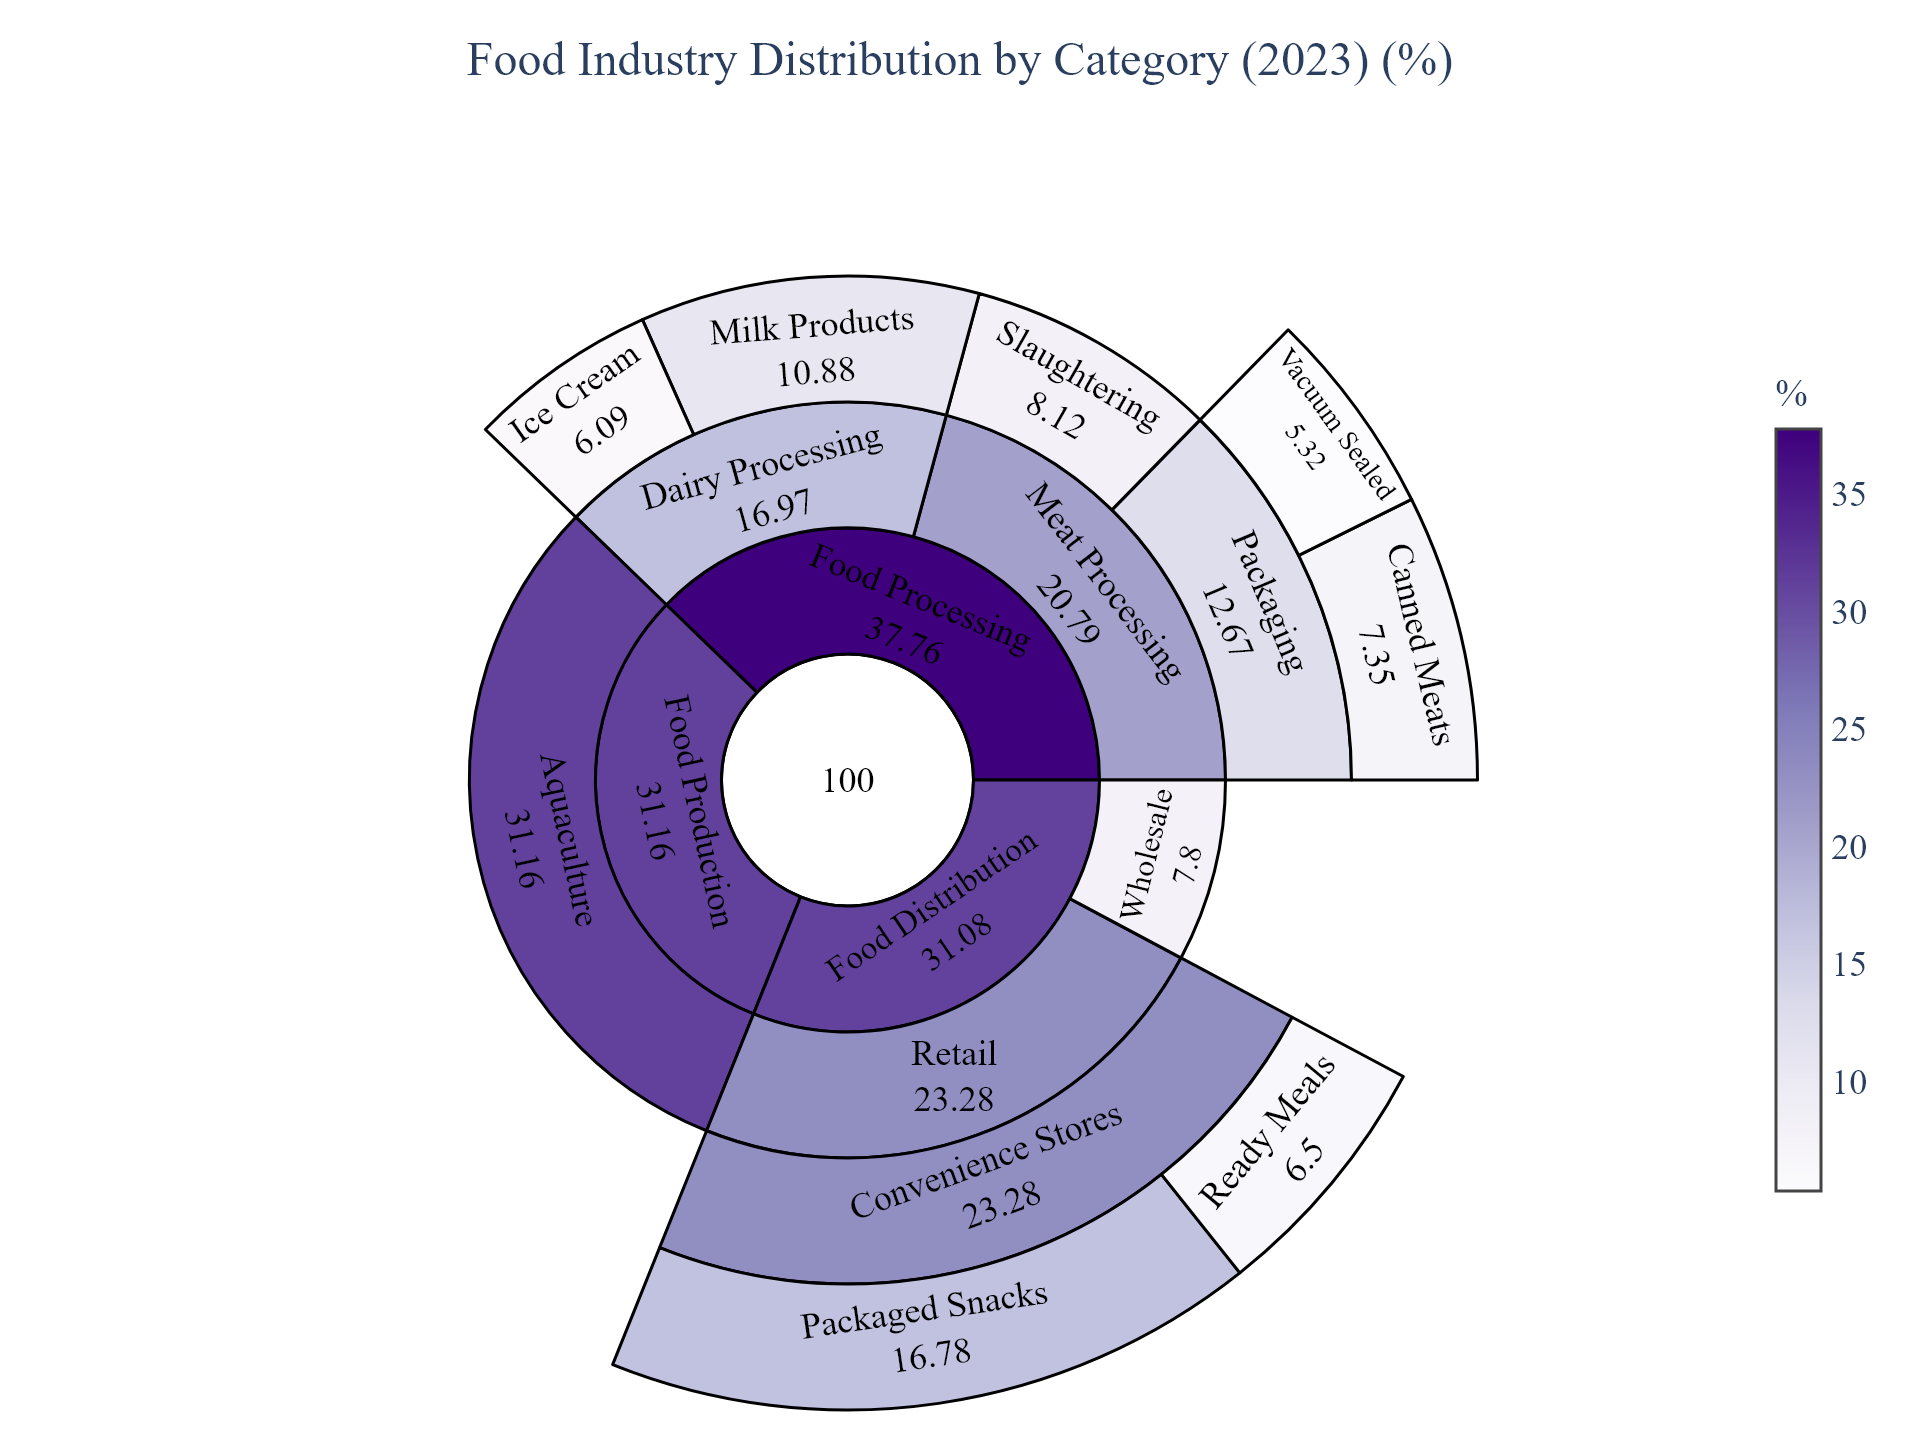 Food Industry Distribution by Category (2023) (%)
Ice Cream
6.09
Milk Products
10.88
Slaughtering
8.12
Vacuum Sealed
5.32
Canned Meats
7.35
Packaging
12.67
Dairy Processing
16.97
Meat Processing
20.79
Food Processing
37.76
100
Food Production
31.16
Aquaculture
31.16
Food Distribution
31.08
Wholesale
7.8
Retail
23.28
Convenience Stores
23.28
Ready Meals
6.5
Packaged Snacks
16.78
%
35
30
25
20
15
10